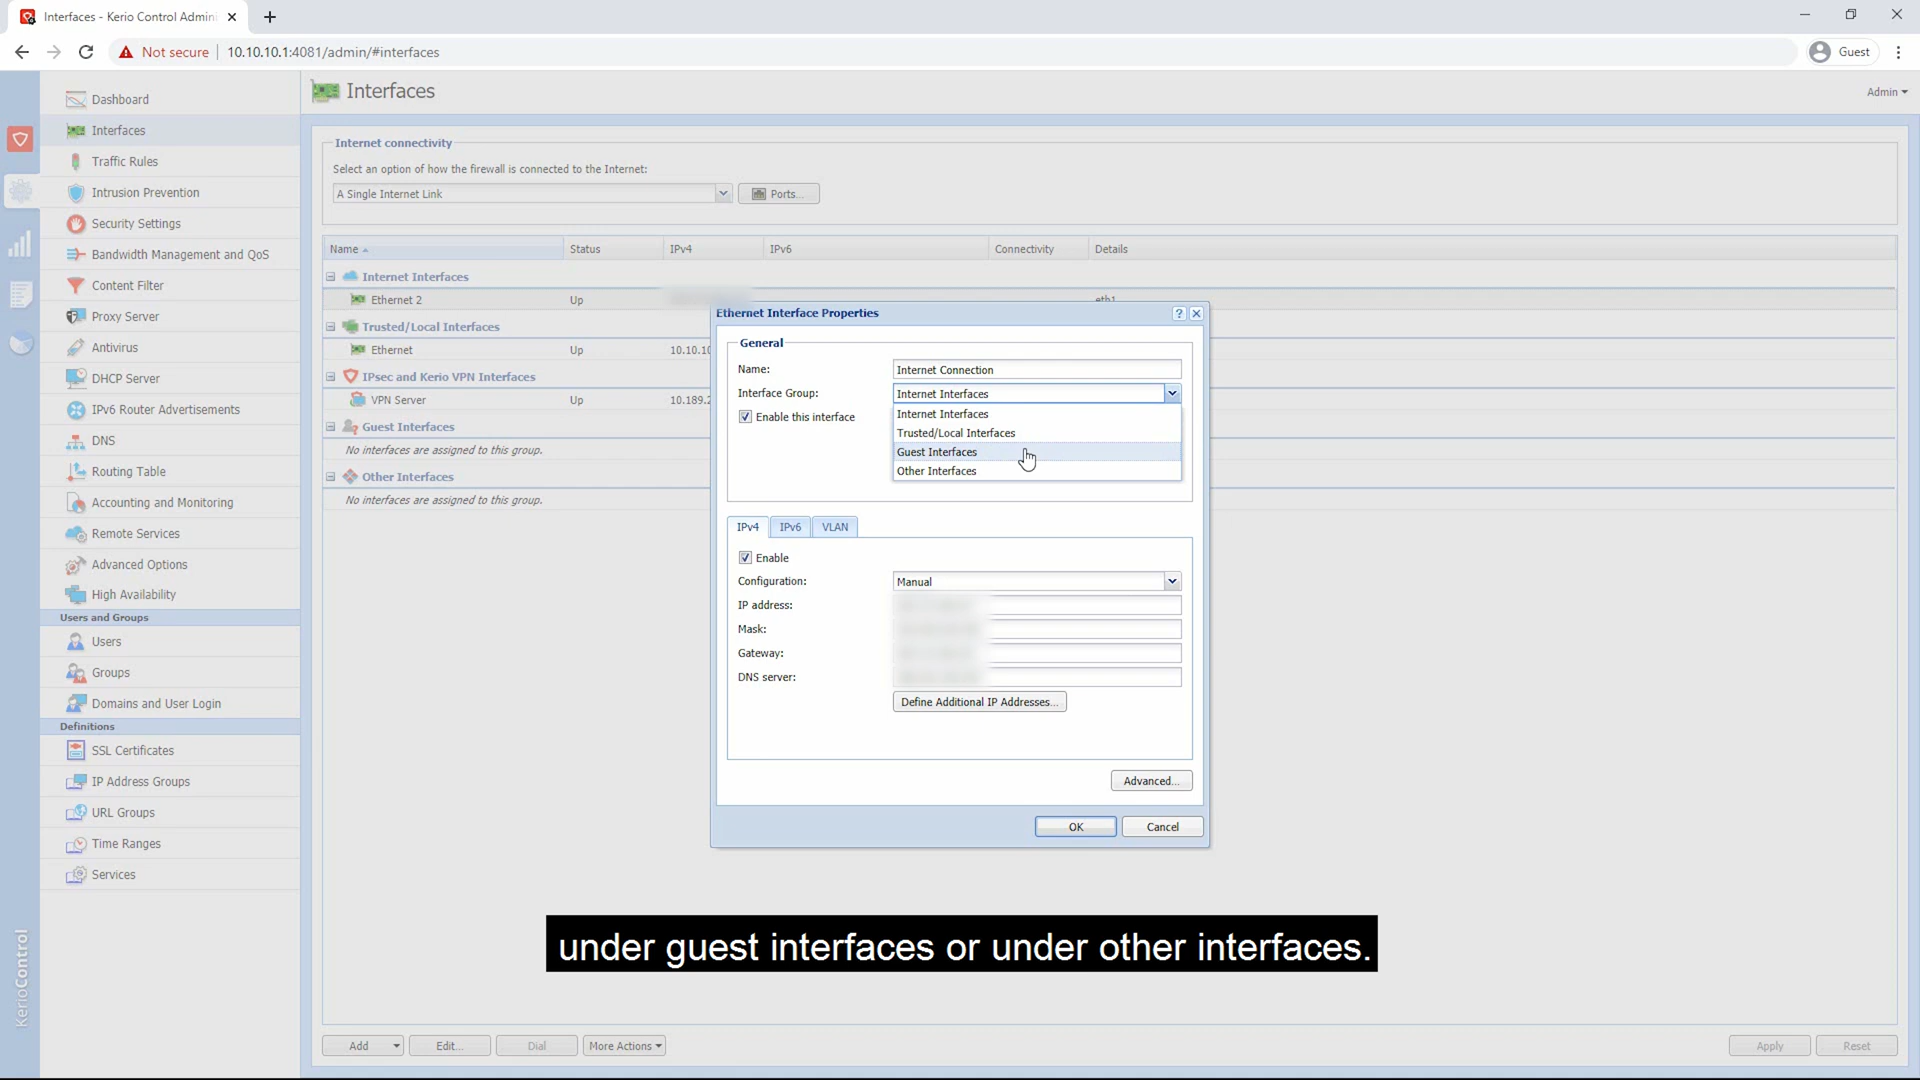 Interfaces - Kerio Control Admini
Not secure
10.10.10.1:4081/admin/#interfaces
Guest
Dashboard
Interfaces
Traffic Rules
Intrusion Prevention
Security Settings
Bandwidth Management and QoS
Content Filter
Proxy Server
Antivirus
DHCP Server
IPv6 Router Advertisements
DNS
Routing Table
Accounting and Monitoring
Remote Services
Advanced Options
High Availability
Users and Groups
Users
Groups
Domains and User Login
Definitions
SSL Certificates
IP Address Groups
URL Groups
Time Ranges
Services
KerioControl
Interfaces
Admin
Internet connectivity
Select an option of how the firewall is connected to the Internet:
A Single Internet Link
Ports...
Name Status IPv4 IPv6 Connectivity Details
Internet Interfaces
Ethernet 2 Up eth1
Trusted/Local Interfaces
Ethernet Up 10.10.10
IPsec and Kerio VPN Interfaces
VPN Server Up 10.189.2
Guest Interfaces
No interfaces are assigned to this group.
Other Interfaces
No interfaces are assigned to this group.
Ethernet Interface Properties
?
General
Name: Internet Connection
Interface Group: Internet Interfaces
Enable this interface
Internet Interfaces
Trusted/Local Interfaces
Guest Interfaces
Other Interfaces
IPv4 IPv6 VLAN
Enable
Configuration: Manual
IP address:
Mask:
Gateway:
DNS server:
Define Additional IP Addresses...
Advanced...
OK Cancel
under guest interfaces or under other interfaces.
Add Edit... Dial More Actions Apply Reset